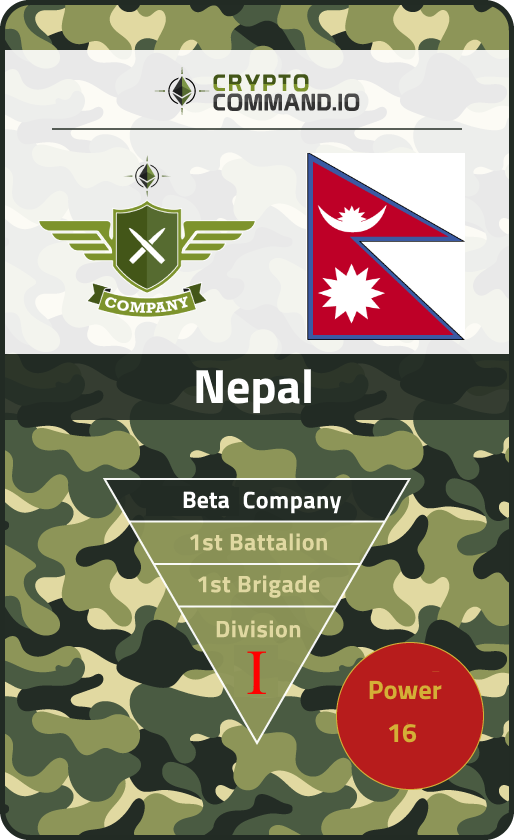 CRYPTO
COMMAND.IO
COMPANY
Nepal
Beta Company
1st Battalion
1st Brigade
Division
I
Power
16